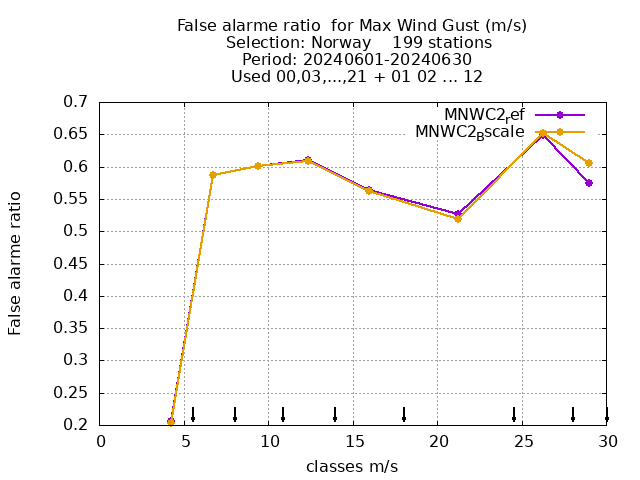 False alarme ratio  for Max Wind Gust (m/s)
Selection: Norway    199 stations
Period: 20240601-20240630
Used 00,03,...,21 + 01 02 ... 12
MNWC2ref
MNWC2Bscale
False alarme ratio
0.7
0.65
0.6
0.55
0.5
0.45
0.4
0.35
0.3
0.25
0.2
0 5 10 15 20 25 30
classes m/s